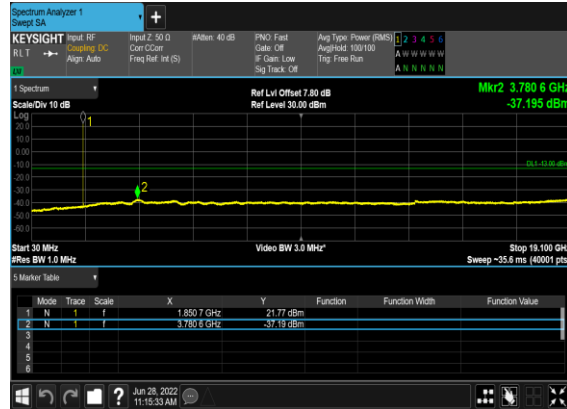 Spectrum Analyzer 1
Swept SA
+
KEYSIGHT Input: RF Input Z: 50 Ω #Atten: 40 dB PNO: Fast Avg Type: Power (RMS) 1 2 3 4 5 6
RLT Coupling: DC Corr CCorr Gate: Off Avg|Hold: 100/100 A W W W W W
Align: Auto Freq Ref: Int (S) IF Gain: Low Trig: Free Run
Sig Track: Off A N N N N N
1 Spectrum Ref Lvl Offset 7.80 dB Mkr2 3.780 6 GHz
Scale/Div 10 dB Ref Level 30.00 dBm -37.195 dBm
Log
20.0
10.0
0.00
-10.0
-20.0
-30.0
-40.0
-50.0
-60.0
1
DL1 -13.00 dBm
2
Start 30 MHz Video BW 3.0 MHz* Stop 19.100 GHz
#Res BW 1.0 MHz Sweep ~35.6 ms (40001 pts)
5 Marker Table
Mode Trace Scale X Y Function Function Width Function Value
1 N 1 f 1.850 7 GHz 21.77 dBm
2 N 1 f 3.780 6 GHz -37.19 dBm
3
4
5
6
? Jun 28, 2022
11:15:33 AM